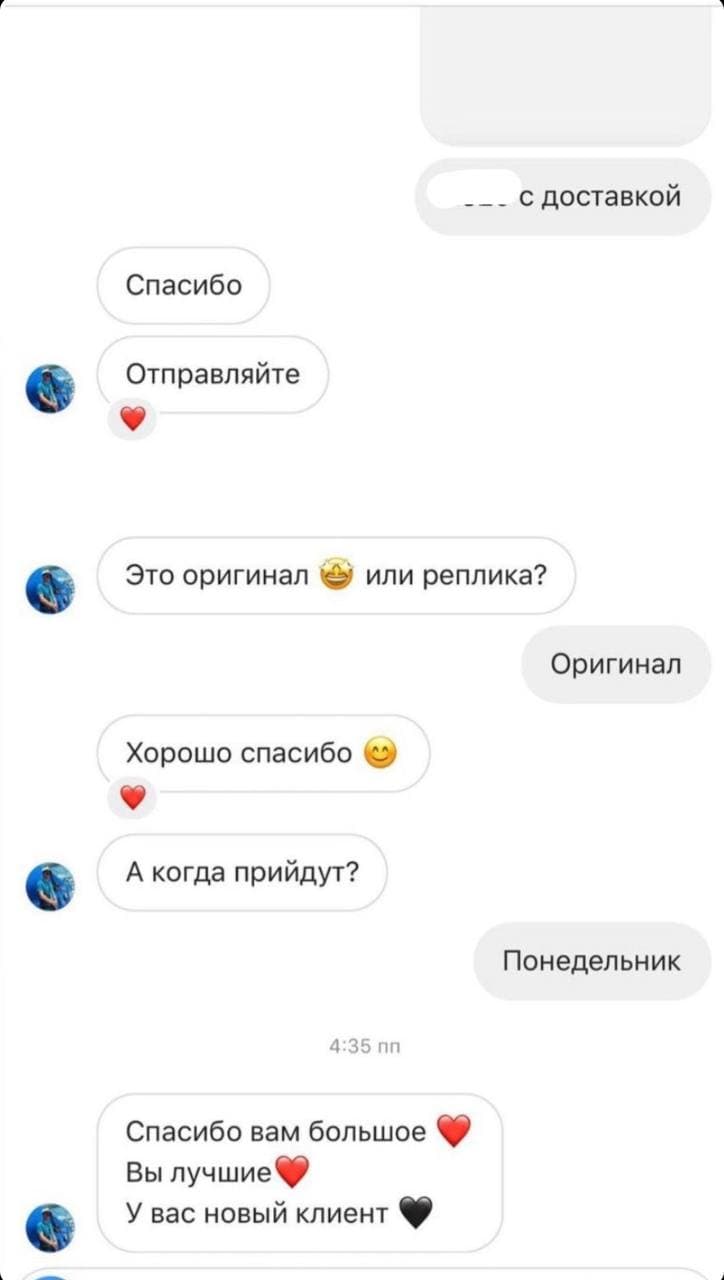 с доставкой
Спасибо
Отправляйте
Это оригинал 🤩 или реплика?
Оригинал
Хорошо спасибо 😊
А когда прийдут?
Понедельник
4:35 пп
Спасибо вам большое ❤️
Вы лучшие❤️
У вас новый клиент 🖤